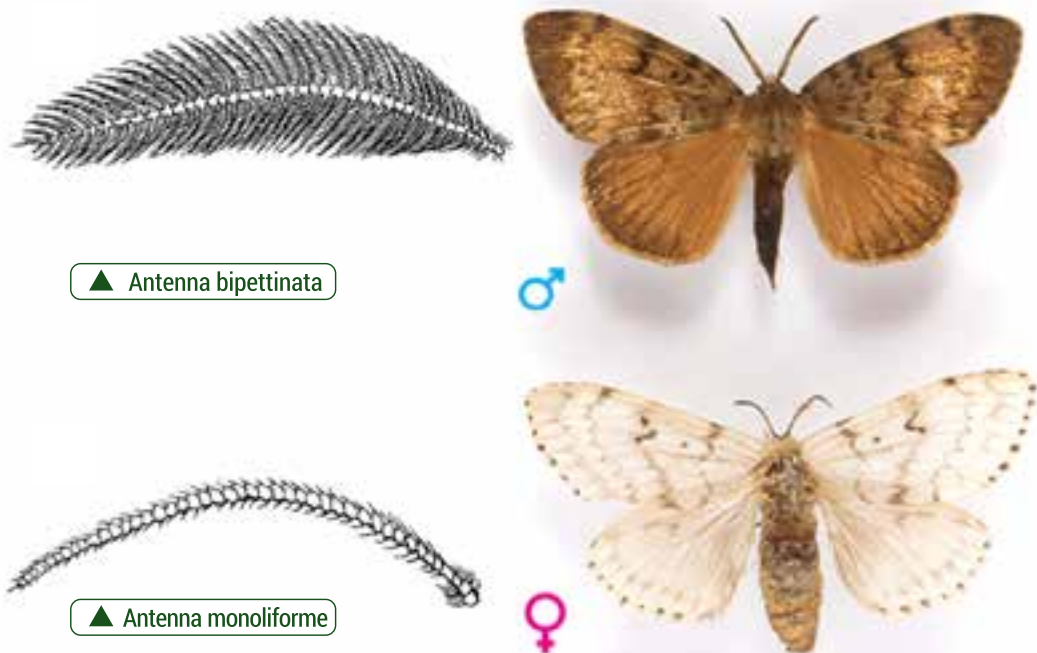 ▲ Antenna bipettinata
♂
▲ Antenna monoliforme
♀